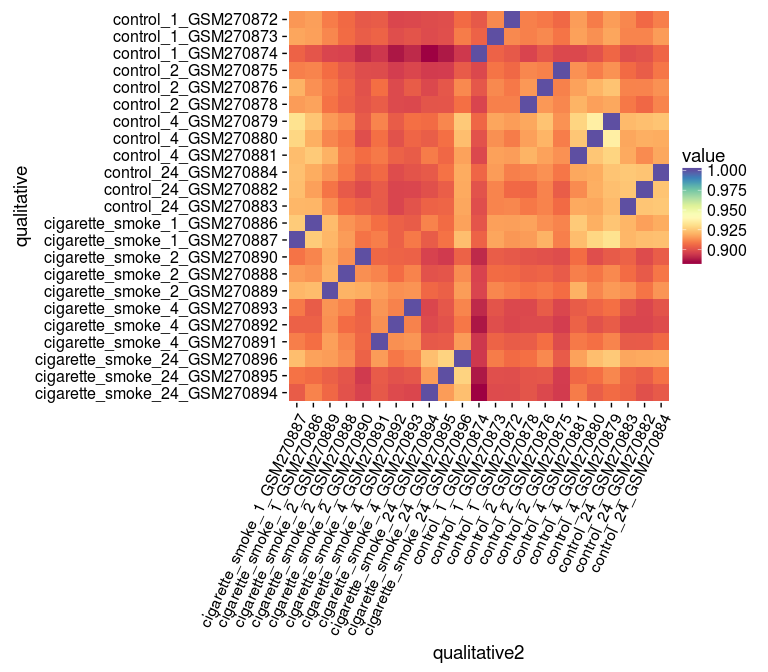 control_1_GSM270872
control_1_GSM270873
control_1_GSM270874
control_2_GSM270875
control_2_GSM270876
control_2_GSM270878
control_4_GSM270879
control_4_GSM270880
control_4_GSM270881
control_24_GSM270884
control_24_GSM270882
control_24_GSM270883
cigarette_smoke_1_GSM270886
cigarette_smoke_1_GSM270887
cigarette_smoke_2_GSM270890
cigarette_smoke_2_GSM270888
cigarette_smoke_2_GSM270889
cigarette_smoke_4_GSM270893
cigarette_smoke_4_GSM270892
cigarette_smoke_4_GSM270891
cigarette_smoke_24_GSM270896
cigarette_smoke_24_GSM270895
cigarette_smoke_24_GSM270894
qualitative
value
1.000
0.975
0.950
0.925
0.900
cigarette_smoke_1_GSM270887
cigarette_smoke_1_GSM270886
cigarette_smoke_2_GSM270889
cigarette_smoke_2_GSM270888
cigarette_smoke_2_GSM270890
cigarette_smoke_4_GSM270891
cigarette_smoke_4_GSM270892
cigarette_smoke_4_GSM270893
cigarette_smoke_24_GSM270894
cigarette_smoke_24_GSM270895
cigarette_smoke_24_GSM270896
control_1_GSM270874
control_1_GSM270873
control_1_GSM270872
control_2_GSM270878
control_2_GSM270876
control_2_GSM270875
control_4_GSM270881
control_4_GSM270880
control_4_GSM270879
control_24_GSM270883
control_24_GSM270882
control_24_GSM270884
qualitative2